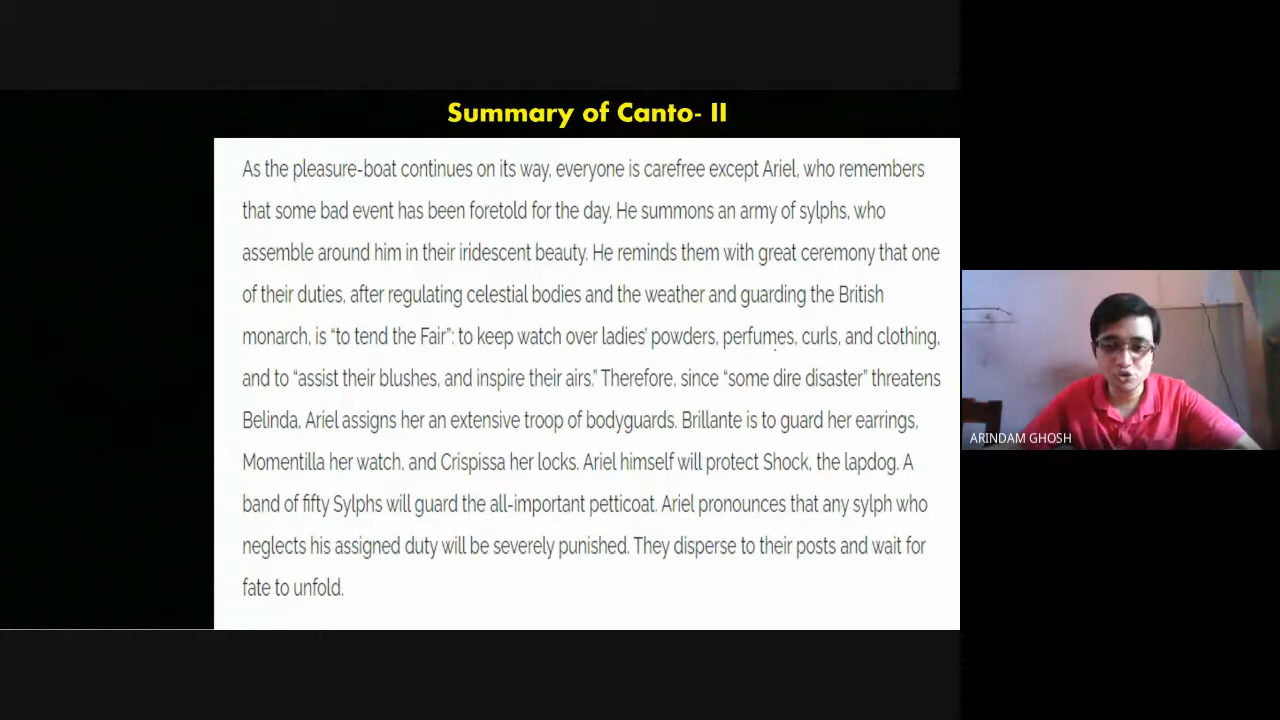 Summary of Canto- II
As the pleasure-boat continues on its way, everyone is carefree except Ariel, who remembers
that some bad event has been foretold for the day. He summons an army of sylphs, who
assemble around him in their iridescent beauty. He reminds them with great ceremony that one
of their duties, after regulating celestial bodies and the weather and guarding the British
monarch, is “to tend the Fair”: to keep watch over ladies’ powders, perfumes, curls, and clothing,
and to “assist their blushes, and inspire their airs.” Therefore, since “some dire disaster” threatens
Belinda, Ariel assigns her an extensive troop of bodyguards. Brillante is to guard her earrings,
Momentilla her watch, and Crispissa her locks. Ariel himself will protect Shock, the lapdog. A
band of fifty Sylphs will guard the all-important petticoat. Ariel pronounces that any sylph who
neglects his assigned duty will be severely punished. They disperse to their posts and wait for
fate to unfold.
ARINDAM GHOSH